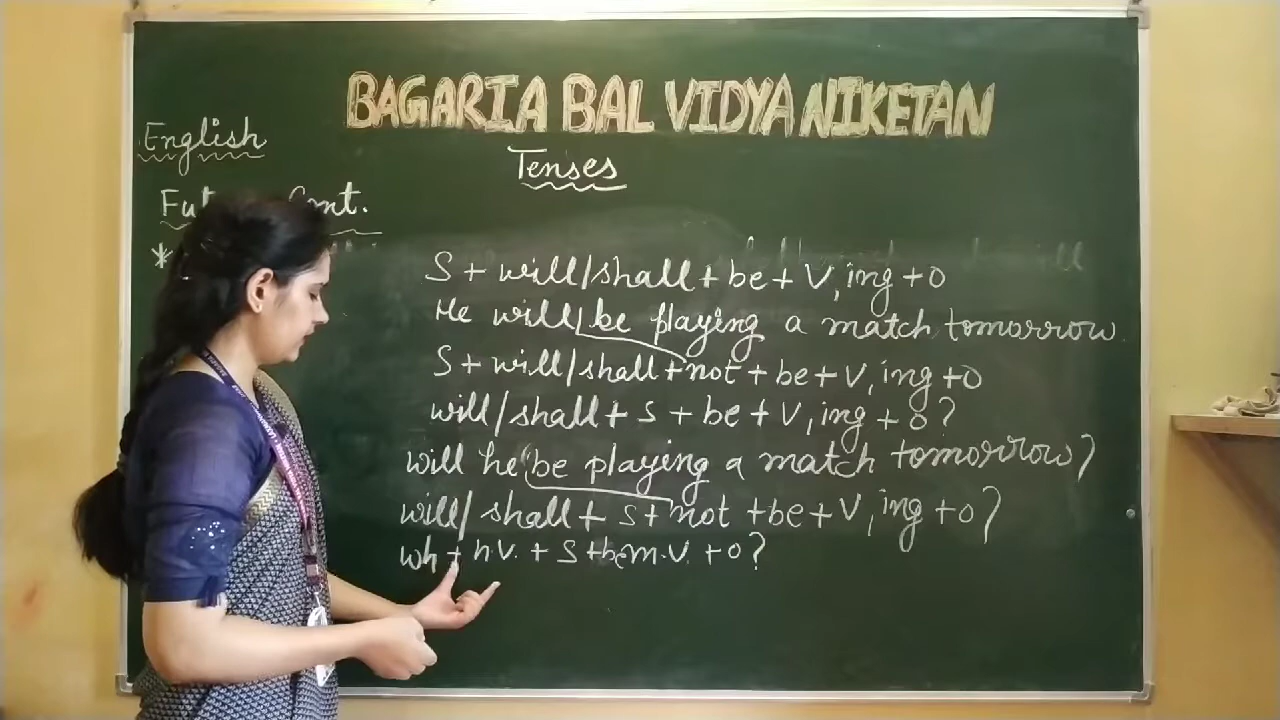 BAGARIA BAL VIDYA NIKETAN
English
Tenses
Cont.
S + will/shall + be + V, ing + O
He will be playing a match tomorrow
S + will/shall + not + be + V, ing + O
will/shall + S + be + V, ing + O?
will he be playing a match tomorrow?
will/shall + S + not + be + V, ing + O?
Wh + h.V. + S + be m.V. + O?